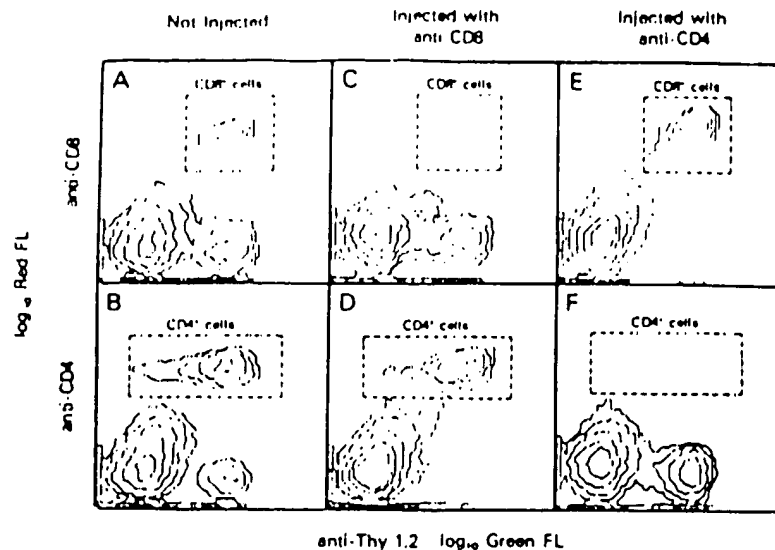 Not Injected
Injected with
anti CD8
Injected with
anti-CD4
A
CD8+ cells
C
CD8+ cells
E
CD8+ cells
anti-CD8
B
CD4+ cells
D
CD4+ cells
F
CD4+ cells
anti-CD4
log₁₀ Red FL
anti-Thy 1.2 log₁₀ Green FL